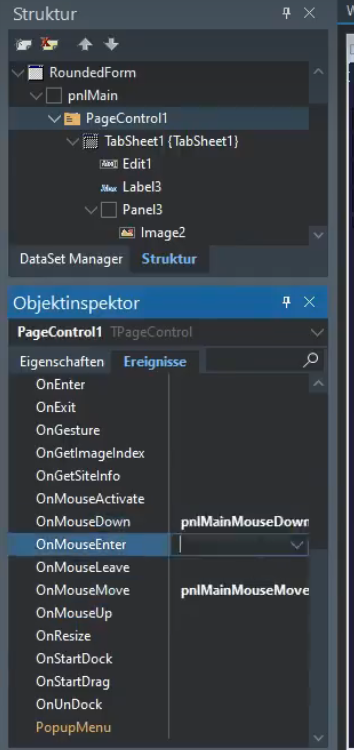 Struktur
RoundedForm
pnlMain
PageControl1
TabSheet1 {TabSheet1}
Edit1
Label3
Panel3
Image2
DataSet Manager Struktur
Objektinspektor
PageControl1 TPageControl
Eigenschaften Ereignisse
OnEnter
OnExit
OnGesture
OnGetImageIndex
OnGetSiteInfo
OnMouseActivate
OnMouseDown pnlMainMouseDown
OnMouseEnter
OnMouseLeave
OnMouseMove pnlMainMouseMove
OnMouseUp
OnResize
OnStartDock
OnStartDrag
OnUnDock
PopupMenu